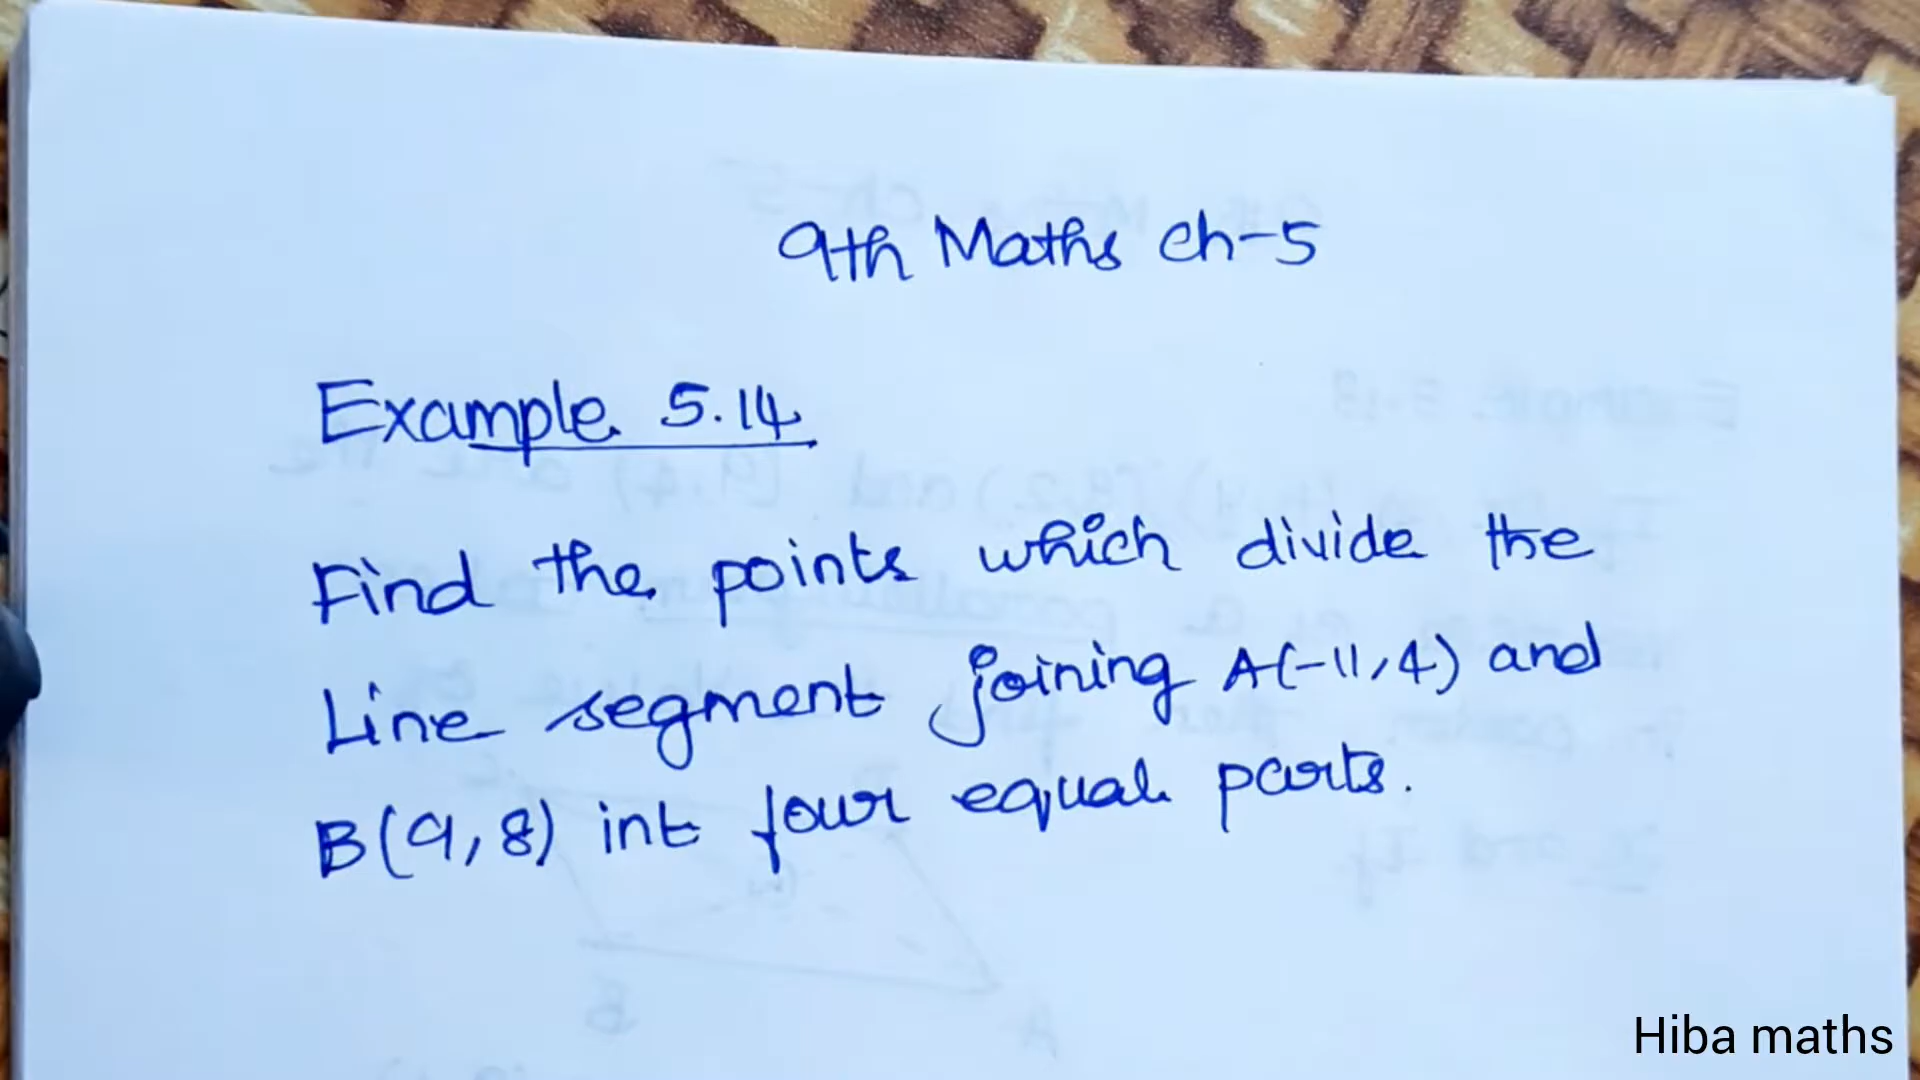 9th Maths Ch-5
Example 5.14
Find the points which divide the
Line segment joining A(-11,4) and
B(9,8) int four equal parts.
Hiba maths